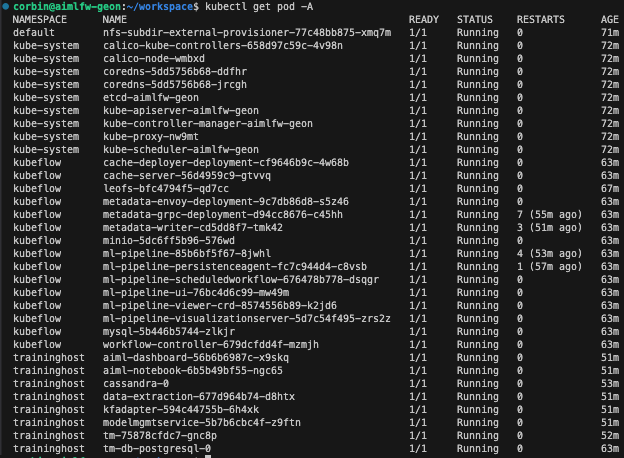 corbin@aimlfw-geon:~/workspace$ kubectl get pod -A
NAMESPACE NAME READY STATUS RESTARTS AGE
default nfs-subdir-external-provisioner-77c48bb875-xmq7m 1/1 Running 0 71m
kube-system calico-kube-controllers-658d97c59c-4v98n 1/1 Running 0 72m
kube-system calico-node-wmbxd 1/1 Running 0 72m
kube-system coredns-5dd5756b68-ddfhr 1/1 Running 0 72m
kube-system coredns-5dd5756b68-jrcgh 1/1 Running 0 72m
kube-system etcd-aimlfw-geon 1/1 Running 0 72m
kube-system kube-apiserver-aimlfw-geon 1/1 Running 0 72m
kube-system kube-controller-manager-aimlfw-geon 1/1 Running 0 72m
kube-system kube-proxy-nw9mt 1/1 Running 0 72m
kube-system kube-scheduler-aimlfw-geon 1/1 Running 0 72m
kubeflow cache-deployer-deployment-cf9646b9c-4w68b 1/1 Running 0 63m
kubeflow cache-server-56d4959c9-gtvvq 1/1 Running 0 63m
kubeflow leofs-bfc4794f5-qd7cc 1/1 Running 0 67m
kubeflow metadata-envoy-deployment-9c7db86d8-s5z46 1/1 Running 0 63m
kubeflow metadata-grpc-deployment-d94cc8676-c45hh 1/1 Running 7 (55m ago) 63m
kubeflow metadata-writer-cd5dd8f7-tmk42 1/1 Running 3 (51m ago) 63m
kubeflow minio-5dc6ff5b96-576wd 1/1 Running 0 63m
kubeflow ml-pipeline-85b6bf5f67-8jwhl 1/1 Running 4 (53m ago) 63m
kubeflow ml-pipeline-persistenceagent-fc7c944d4-c8vsb 1/1 Running 1 (57m ago) 63m
kubeflow ml-pipeline-scheduledworkflow-676478b778-dsqgr 1/1 Running 0 63m
kubeflow ml-pipeline-ui-76bc4d6c99-mw49m 1/1 Running 0 63m
kubeflow ml-pipeline-viewer-crd-8574556b89-k2jd6 1/1 Running 0 63m
kubeflow ml-pipeline-visualizationserver-5d7c54f495-zrs2z 1/1 Running 0 63m
kubeflow mysql-5b446b5744-zlkjr 1/1 Running 0 63m
kubeflow workflow-controller-679dcfdd4f-mzmjh 1/1 Running 0 63m
traininghost aiml-dashboard-56b6b6987c-x9skq 1/1 Running 0 51m
traininghost aiml-notebook-6b5b49bf55-ngc65 1/1 Running 0 51m
traininghost cassandra-0 1/1 Running 0 53m
traininghost data-extraction-677d964b74-d8htx 1/1 Running 0 51m
traininghost kfadapter-594c44755b-6h4xk 1/1 Running 0 51m
traininghost modelmgmtservice-5b7b6cbc4f-z9ftn 1/1 Running 0 51m
traininghost tm-75878cfdc7-gnc8p 1/1 Running 0 52m
traininghost tm-db-postgresql-0 1/1 Running 0 53m